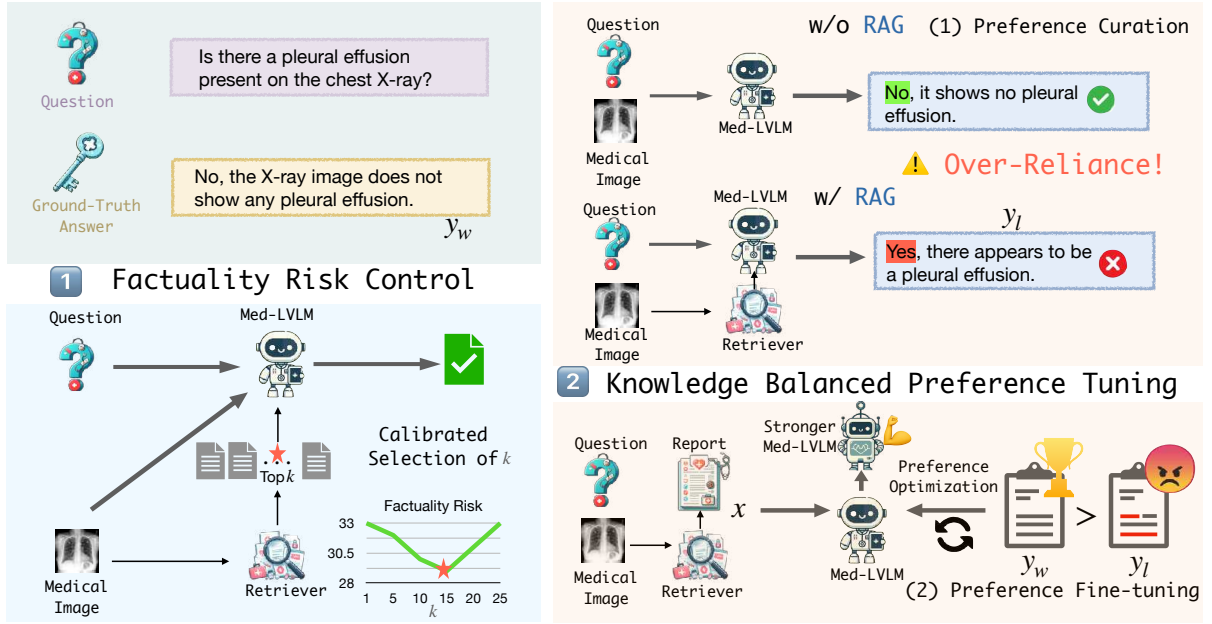 Question
Is there a pleural effusion
present on the chest X-ray?
Ground-Truth
Answer
No, the X-ray image does not
show any pleural effusion.
y_w
1 Factuality Risk Control
Question
Med-LVLM
Calibrated
Selection of k
...
Top k
Factuality Risk
33
30.5
28
1 5 10 15 20 25
k
Medical
Image
Retriever
w/o RAG (1) Preference Curation
Question
Med-LVLM
Medical
Image
No, it shows no pleural
effusion.
! Over-Reliance!
Question
Med-LVLM
w/ RAG
y_l
Yes, there appears to be
a pleural effusion.
Medical
Image
Retriever
2 Knowledge Balanced Preference Tuning
Question
Report
Stronger
Med-LVLM
Preference
Optimization
x
>
Medical
Image
Retriever
Med-LVLM
y_w
y_l
(2) Preference Fine-tuning